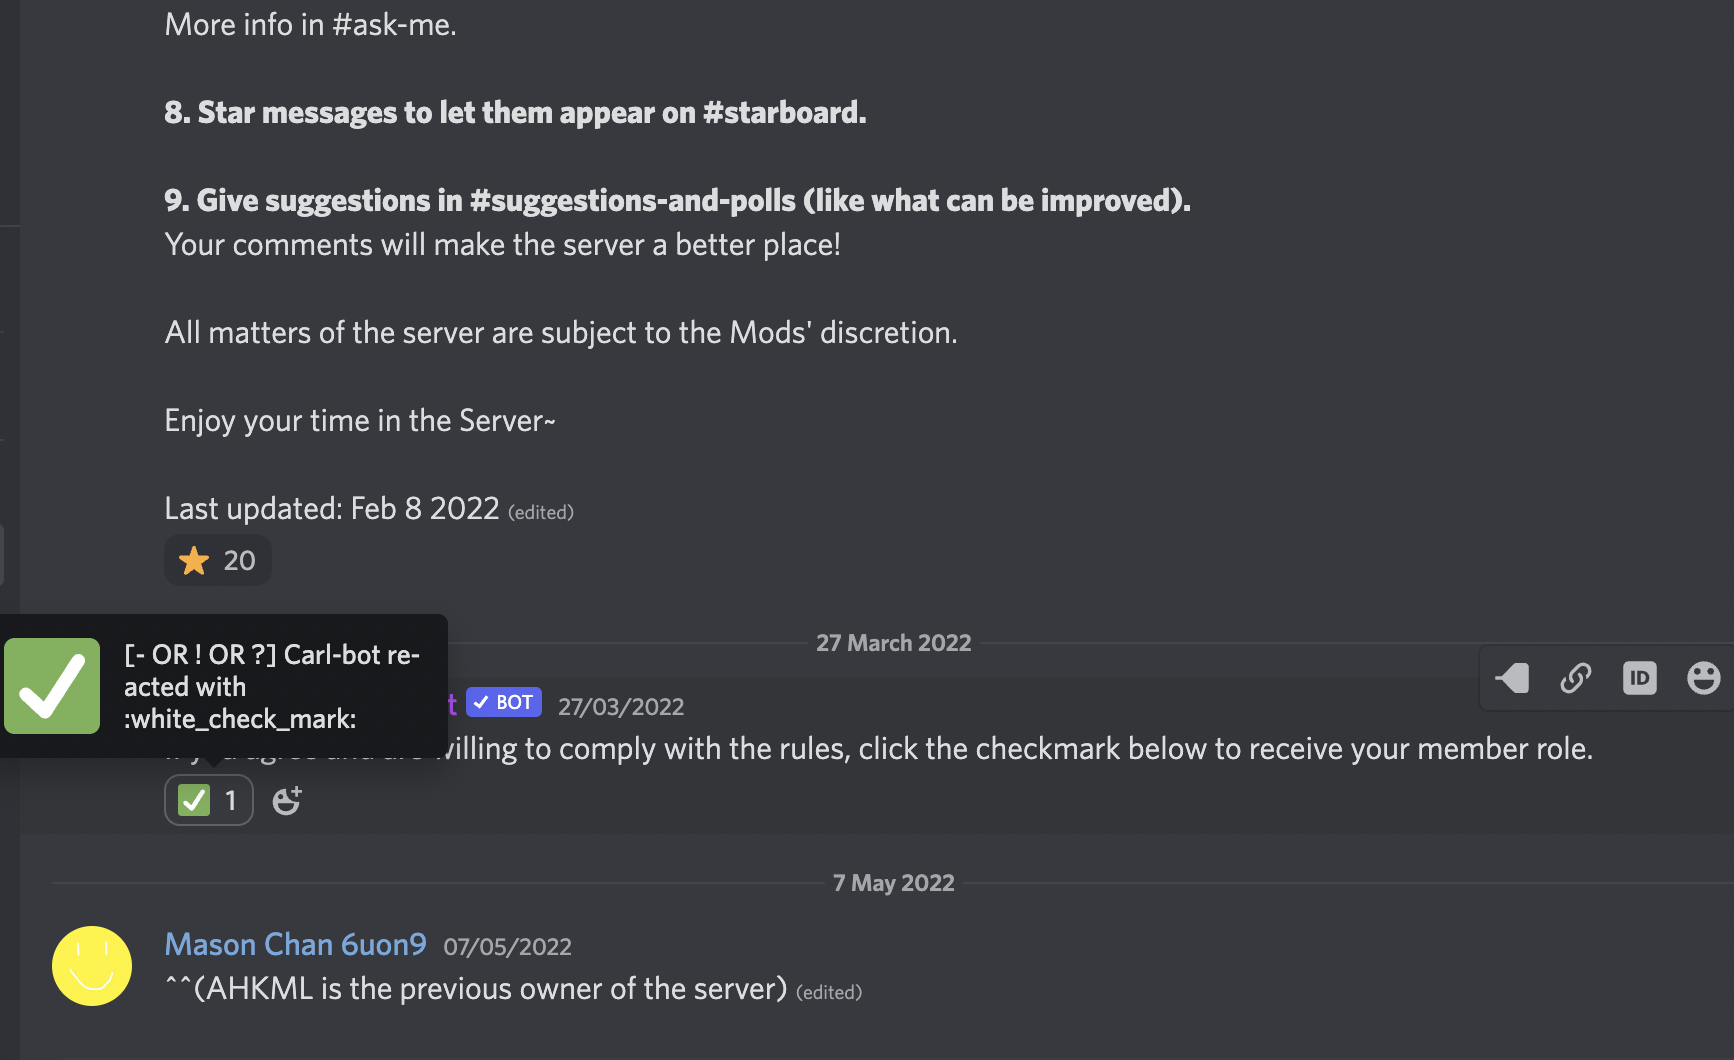 More info in #ask-me.
8. Star messages to let them appear on #starboard.
9. Give suggestions in #suggestions-and-polls (like what can be improved).
Your comments will make the server a better place!
All matters of the server are subject to the Mods' discretion.
Enjoy your time in the Server~
Last updated: Feb 8 2022 (edited)
20
27 March 2022
[- OR ! OR ?] Carl-bot re-
acted with
:white_check_mark:
t BOT 27/03/2022
ID
willing to comply with the rules, click the checkmark below to receive your member role.
1
7 May 2022
Mason Chan 6uon9 07/05/2022
^^(AHKML is the previous owner of the server) (edited)